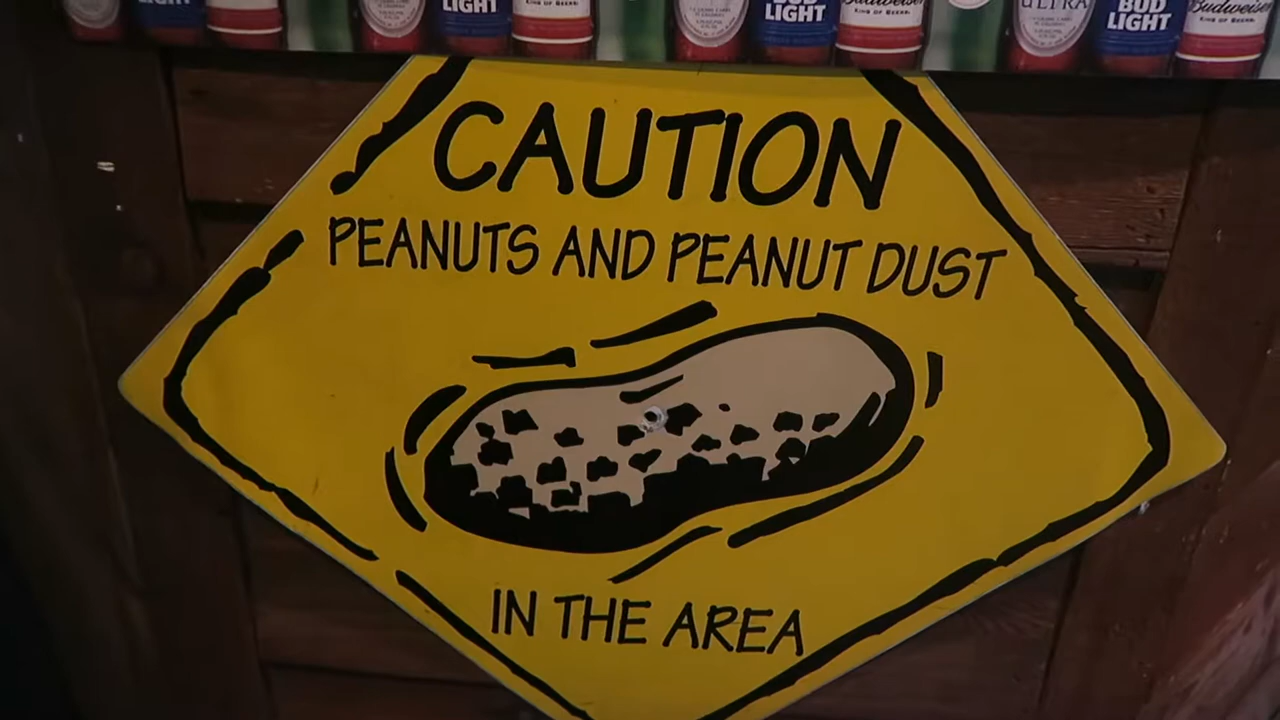 LIGHT
BUD
LIGHT
Budweiser
KING OF BEERS
ULTRA
BUD
LIGHT
Budweiser
KING OF BEERS
CAUTION
PEANUTS AND PEANUT DUST
IN THE AREA